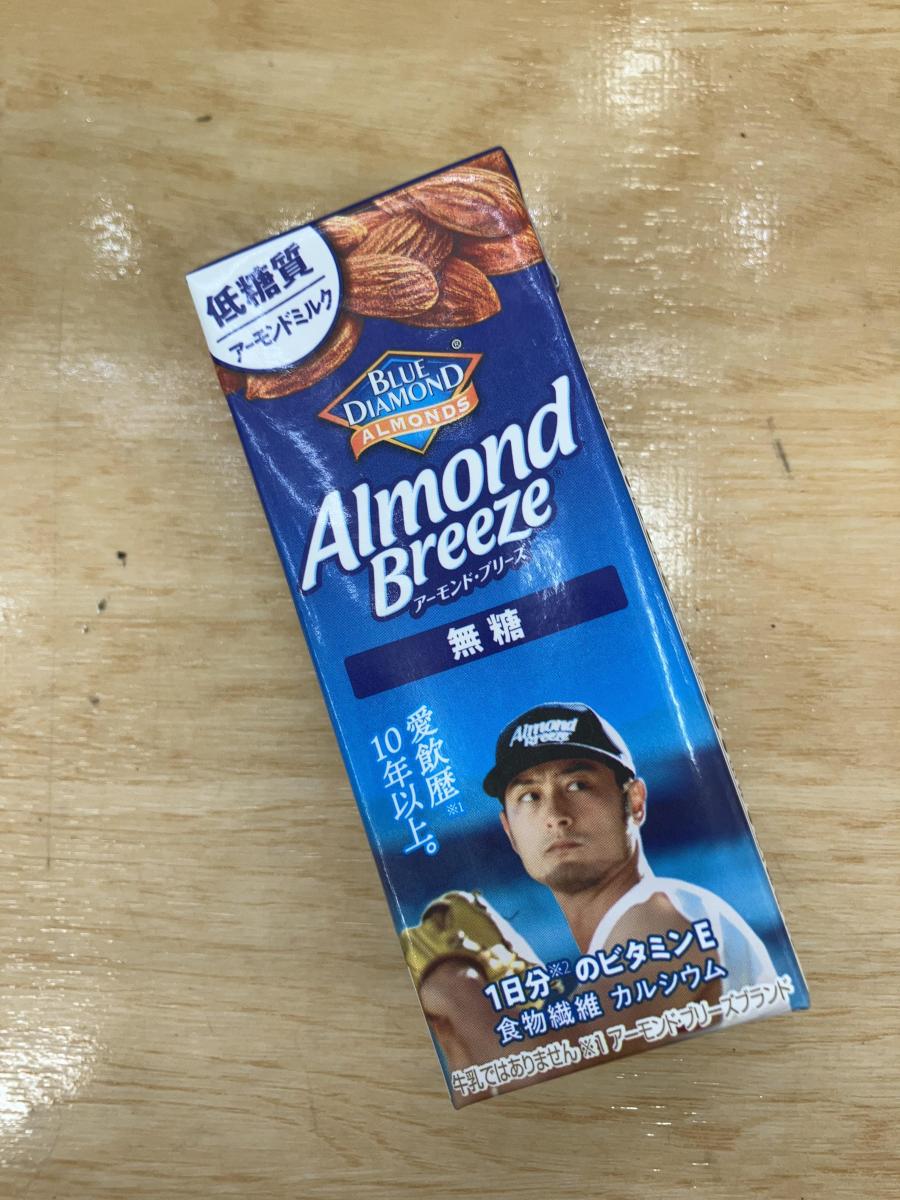 低糖質
アーモンドミルク
BLUE
DIAMOND
ALMONDS
®
Almond
Breeze®
アーモンド・ブリーズ
無糖
愛飲歴※1
10年以上。
Almond
Breeze
1日分※2のビタミンE
食物繊維 カルシウム
牛乳ではありません ※1 アーモンド・ブリーズブランド